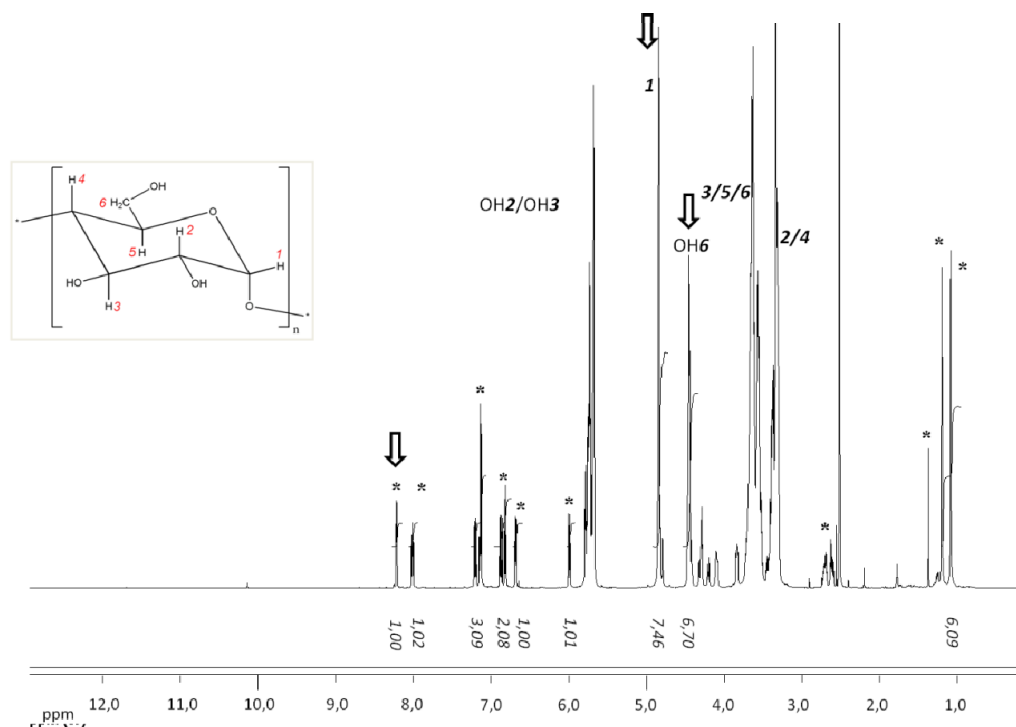 1
3/5/6
OH2/OH3
OH6
2/4
* * * * * * * * * * *
H 4
OH
6 H₂C
O
H 2
1
5 H
H
HO
OH
H 3
O
* *
n
1,00 1,02 3,09 2,08 1,00 1,01 7,46 6,70 6,09
12,0 11,0 10,0 9,0 8,0 7,0 6,0 5,0 4,0 3,0 2,0 1,0
ppm